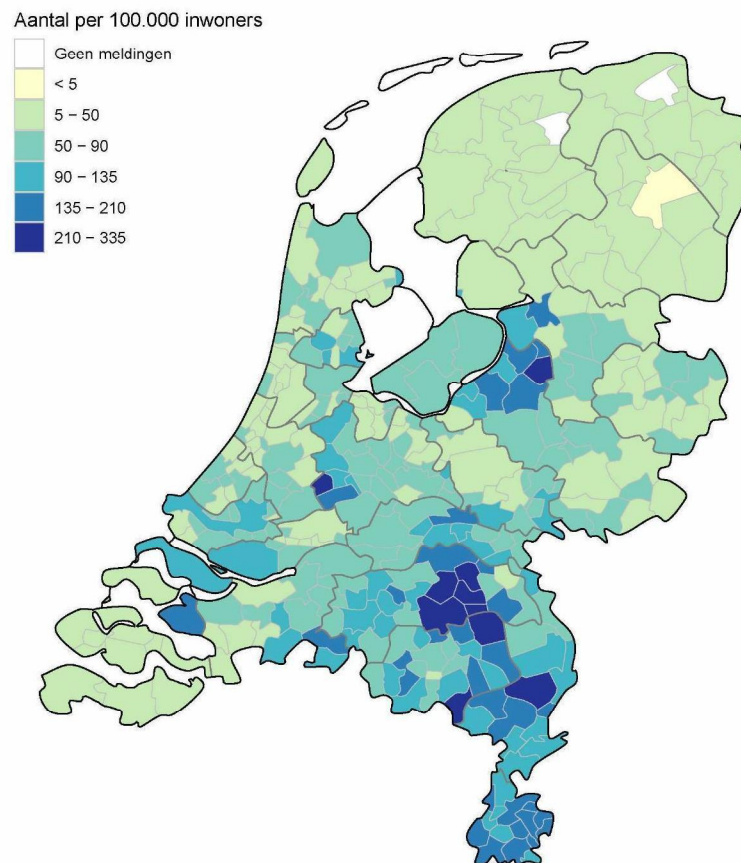 Aantal per 100.000 inwoners
Geen meldingen
< 5
5 − 50
50 − 90
90 − 135
135 − 210
210 − 335